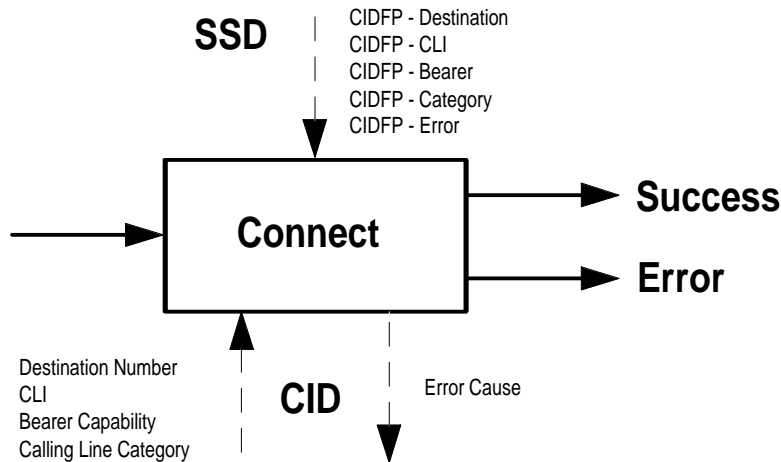 SSD
CIDFP - Destination
CIDFP - CLI
CIDFP - Bearer
CIDFP - Category
CIDFP - Error
Connect
Success
Error
Destination Number
CLI
Bearer Capability
Calling Line Category
CID
Error Cause